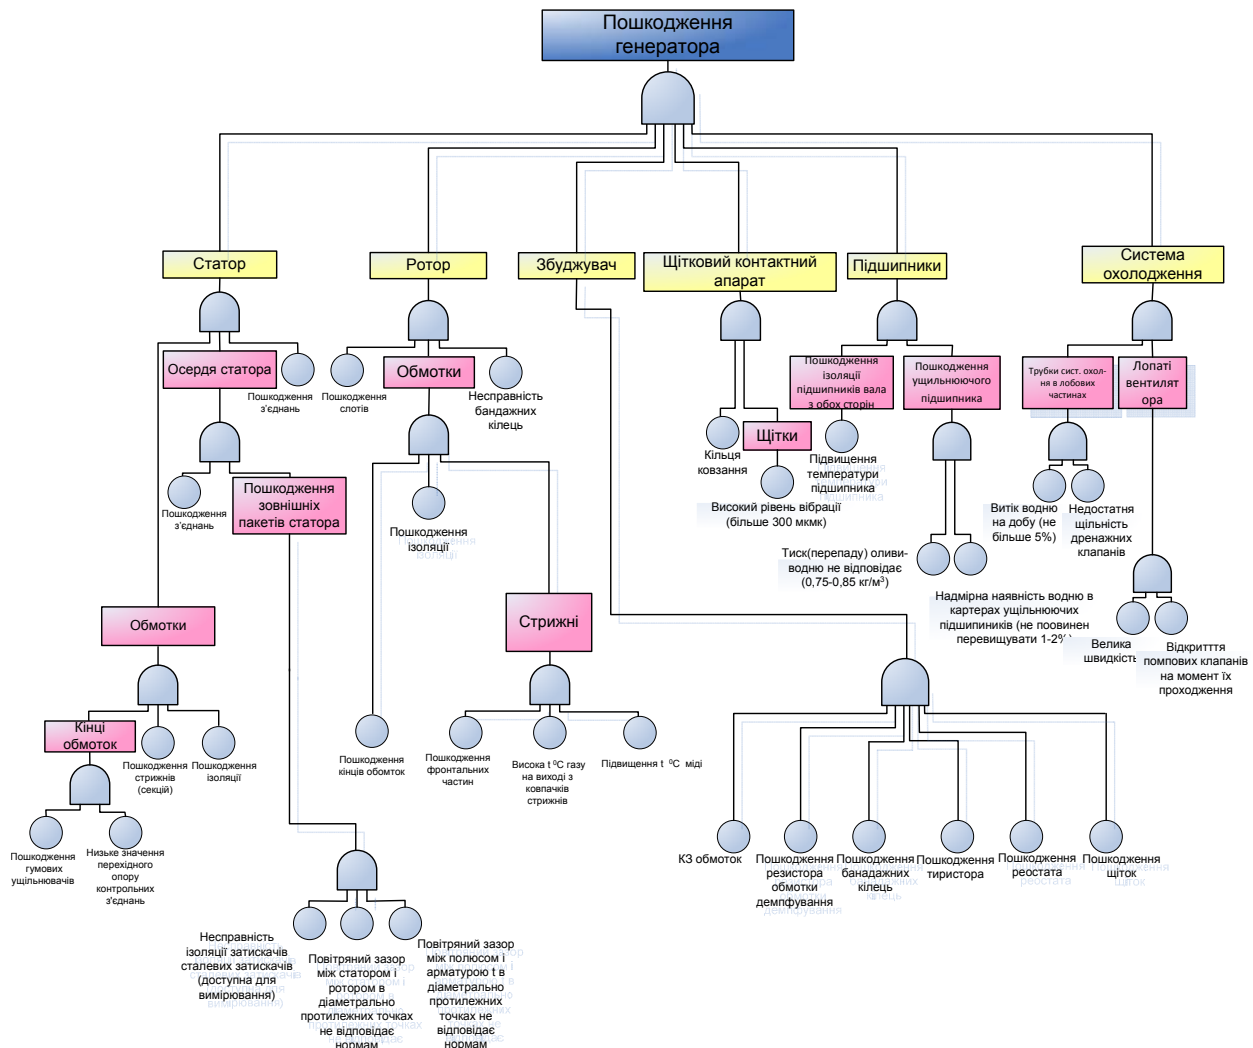 Пошкодження
генератора
Статор
Ротор
Збуджувач
Щітковий контактний
апарат
Підшипники
Система
охолодження
Осердя статора
Пошкодження
з'єднань
Пошкодження
слотів
Обмотки
Несправність
бандажних
кілець
Пошкодження
ізоляції
підшипників вала
з обох сторін
Пошкодження
ущільнюючого
підшипника
Трубки сист. охол-
ня в лобових
частинах
Лопаті
вентилят
ора
Кільця
ковзання
Щітки
Підвищення
температури
підшипника
Пошкодження
з'єднань
Пошкодження
зовнішніх
пакетів статора
Пошкодження
ізоляції
Високий рівень вібрації
(більше 300 мкмк)
Витік водню
на добу (не
більше 5%)
Недостатня
щільність
дренажних
клапанів
Тиск(перепаду) оливи-
водню не відповідає
(0,75-0,85 кг/м³)
Надмірна наявність водню в
картерах ущільнюючих
підшипиників (не поовинен
перевищувати 1-2%)
Велика
швидкість
Відкритття
помпових клапанів
на момент їх
проходження
Обмотки
Стрижні
Кінці
обмоток
Пошкодження
стрижнів
(секцій)
Пошкодження
ізоляції
Пошкодження
кінців обомток
Пошкодження
фронтальних
частин
Висока t ⁰C газу
на виході з
ковпачків
стрижнів
Підвищення t ⁰C міді
Пошкодження
гумових
ущільнювачів
Низьке значення
перехідного
опору
контрольних
з'єднань
КЗ обмоток
Пошкодження
резистора
обмотки
демпфування
Пошкодження
банадажних
кілець
Пошкодження
тиристора
Пошкодження
реостата
Пошкодження
щіток
Несправність
ізоляції затискачів
сталевих затискачів
(доступна для
вимірювання)
Повітряний зазор
між статором і
ротором в
діаметрально
протилежних точках
не відповідає
нормам
Повітряний зазор
між полюсом і
арматурою t в
діаметрально
протилежних
точках не
відповідає
нормам